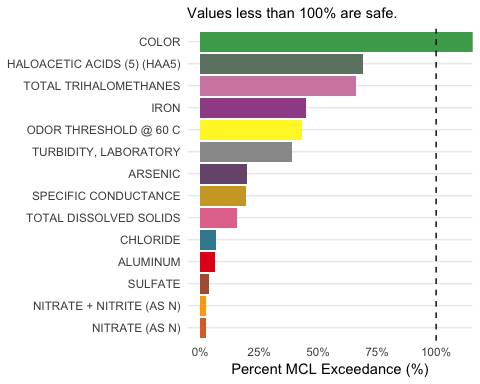 Values less than 100% are safe.
COLOR
HALOACETIC ACIDS (5) (HAA5)
TOTAL TRIHALOMETHANES
IRON
ODOR THRESHOLD @ 60 C
TURBIDITY, LABORATORY
ARSENIC
SPECIFIC CONDUCTANCE
TOTAL DISSOLVED SOLIDS
CHLORIDE
ALUMINUM
SULFATE
NITRATE + NITRITE (AS N)
NITRATE (AS N)
0% 25% 50% 75% 100%
Percent MCL Exceedance (%)